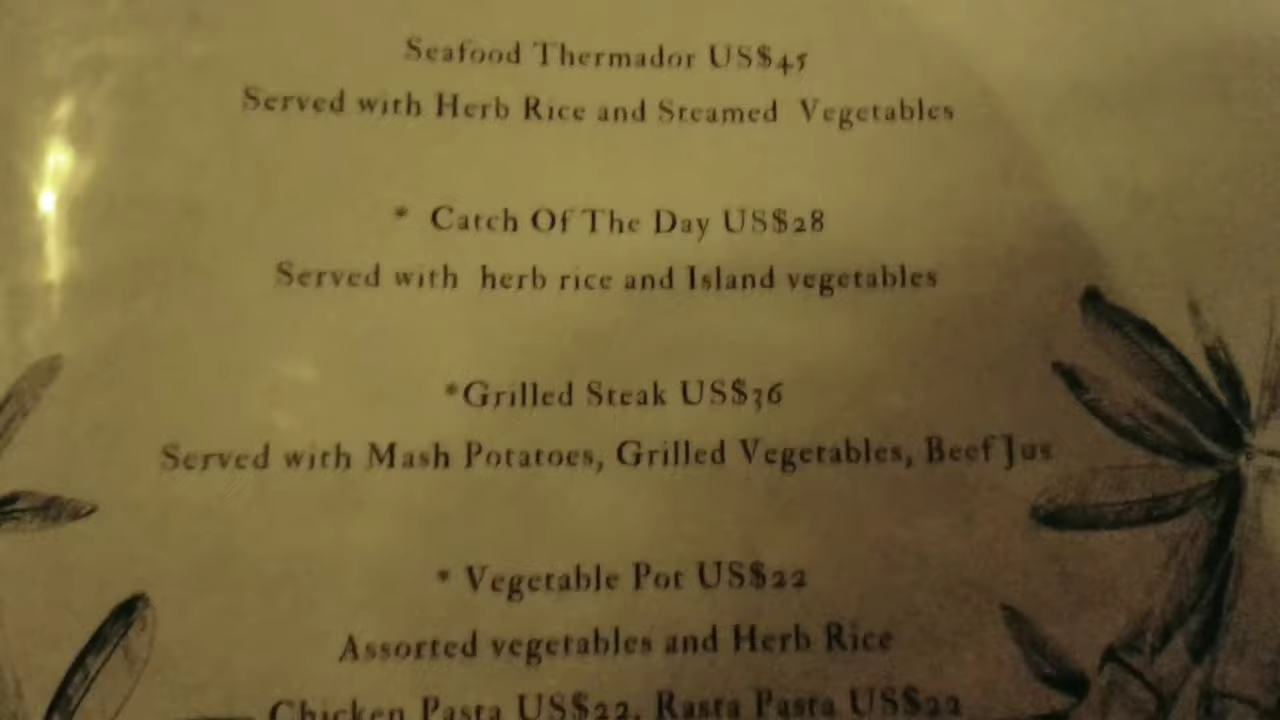 Seafood Thermador US$45
Served with Herb Rice and Steamed Vegetables
* Catch Of The Day US$28
Served with herb rice and Island vegetables
*Grilled Steak US$36
Served with Mash Potatoes, Grilled Vegetables, Beef Jus
* Vegetable Pot US$22
Assorted vegetables and Herb Rice
Chicken Pasta US$22, Rasta Pasta US$22